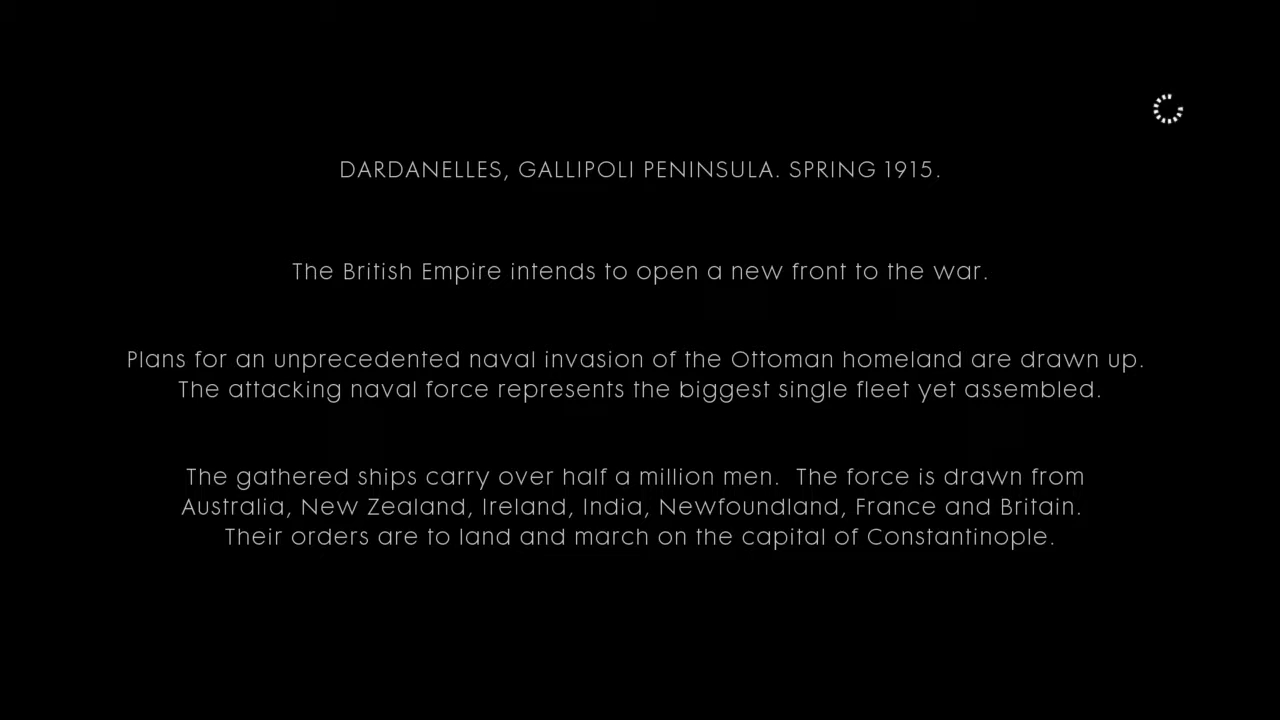 DARDANELLES, GALLIPOLI PENINSULA. SPRING 1915.
The British Empire intends to open a new front to the war.
Plans for an unprecedented naval invasion of the Ottoman homeland are drawn up.
The attacking naval force represents the biggest single fleet yet assembled.
The gathered ships carry over half a million men. The force is drawn from
Australia, New Zealand, Ireland, India, Newfoundland, France and Britain.
Their orders are to land and march on the capital of Constantinople.